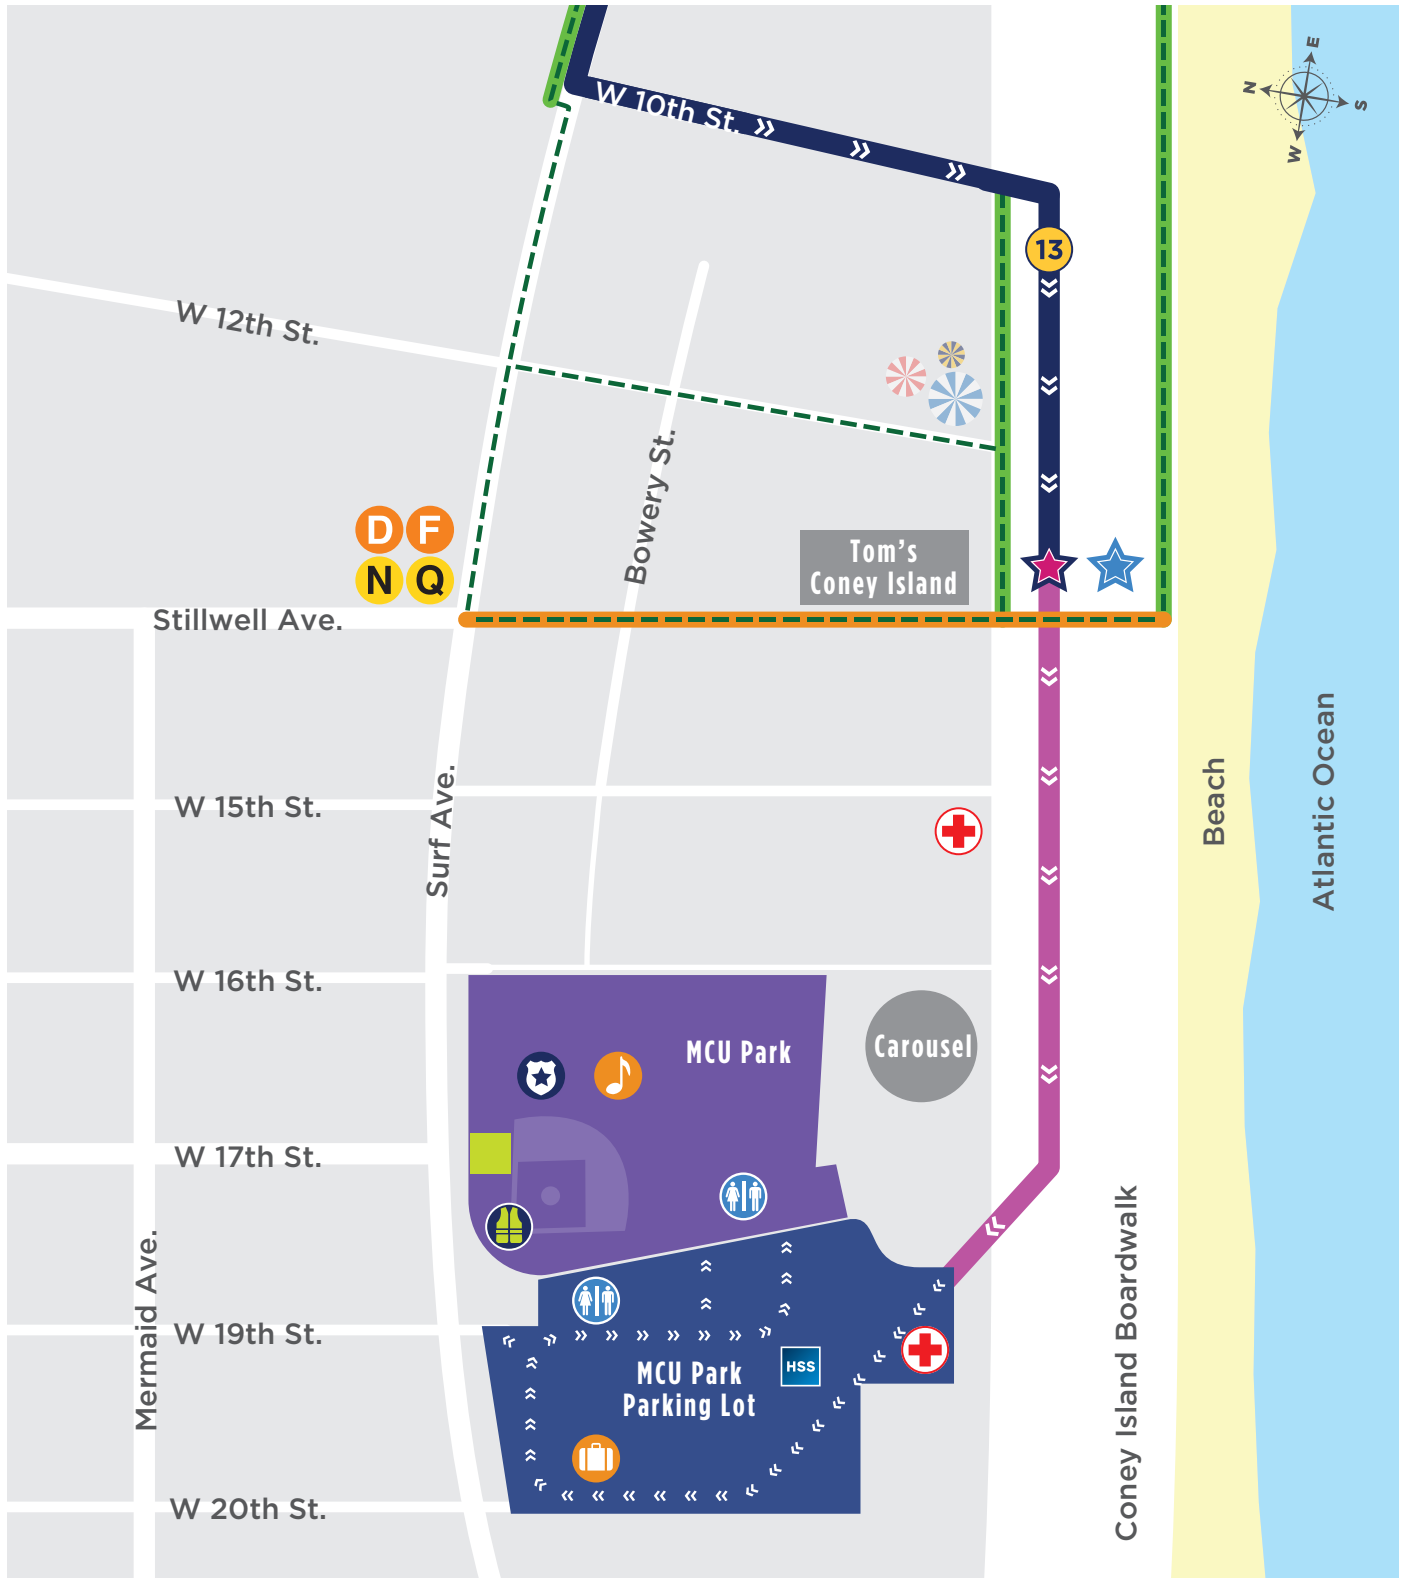 E
N
S
W
W 10th St.
13
W 12th St.
Bowery St.
D F
N Q
Tom's
Coney Island
Stillwell Ave.
Surf Ave.
W 15th St.
Beach
Atlantic Ocean
W 16th St.
MCU Park
Carousel
W 17th St.
Mermaid Ave.
Coney Island Boardwalk
W 19th St.
HSS
MCU Park
Parking Lot
W 20th St.